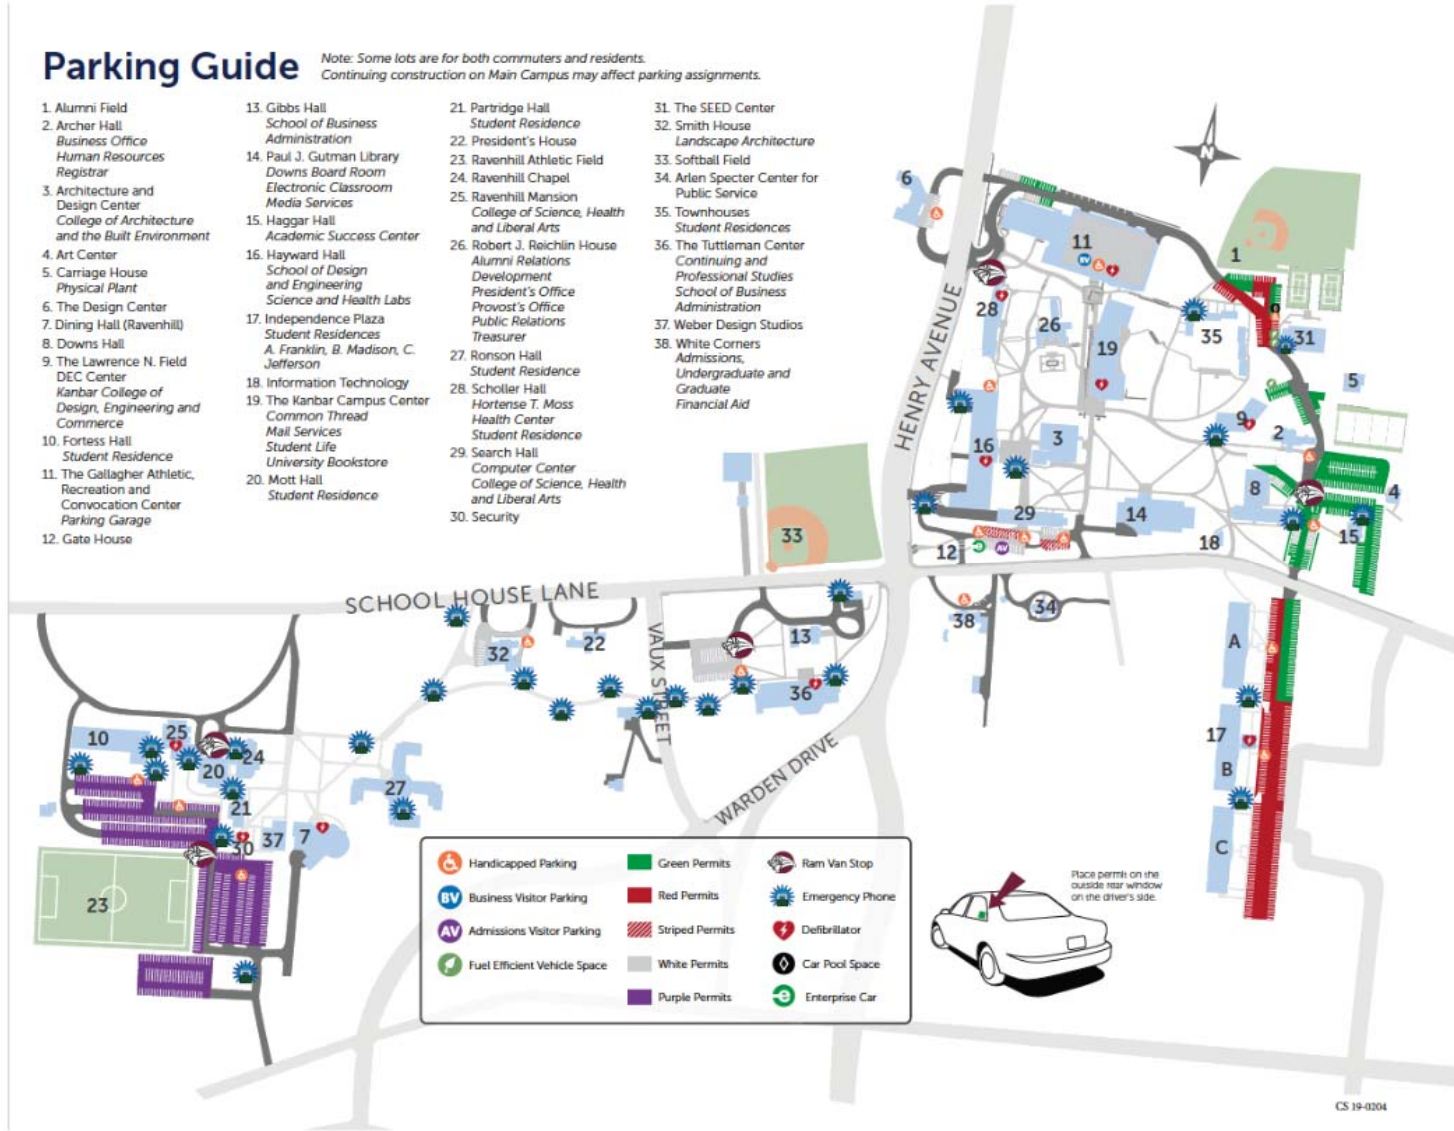 Parking Guide
Note: Some lots are for both commuters and residents.
Continuing construction on Main Campus may affect parking assignments.
1. Alumni Field
2. Archer Hall
Business Office
Human Resources
Registrar
3. Architecture and
Design Center
College of Architecture
and the Built Environment
4. Art Center
5. Carriage House
Physical Plant
6. The Design Center
7. Dining Hall (Ravenhill)
8. Downs Hall
9. The Lawrence N. Field
DEC Center
Kanbar College of
Design, Engineering and
Commerce
10. Fortess Hall
Student Residence
11. The Gallagher Athletic,
Recreation and
Convocation Center
Parking Garage
12. Gate House
13. Gibbs Hall
School of Business
Administration
14. Paul J. Gutman Library
Downs Board Room
Electronic Classroom
Media Services
15. Haggar Hall
Academic Success Center
16. Hayward Hall
School of Design
and Engineering
Science and Health Labs
17. Independence Plaza
Student Residences
A. Franklin, B. Madison, C.
Jefferson
18. Information Technology
19. The Kanbar Campus Center
Common Thread
Mail Services
Student Life
University Bookstore
20. Mott Hall
Student Residence
21. Partridge Hall
Student Residence
22. President's House
23. Ravenhill Athletic Field
24. Ravenhill Chapel
25. Ravenhill Mansion
College of Science, Health
and Liberal Arts
26. Robert J. Reichlin House
Alumni Relations
Development
President's Office
Provost's Office
Public Relations
Treasurer
27. Ronson Hall
Student Residence
28. Scholler Hall
Hortense T. Moss
Health Center
Student Residence
29. Search Hall
Computer Center
College of Science, Health
and Liberal Arts
30. Security
31. The SEED Center
32. Smith House
Landscape Architecture
33. Softball Field
34. Arlen Specter Center for
Public Service
35. Townhouses
Student Residences
36. The Tuttleman Center
Continuing and
Professional Studies
School of Business
Administration
37. Weber Design Studios
38. White Corners
Admissions,
Undergraduate and
Graduate
Financial Aid
N
6
11
BV
1
28
26
19
35
31
5
HENRY AVENUE
9
2
16
3
8
4
33
29
14
15
12
AV
18
SCHOOL HOUSE LANE
34
38
13
22
32
VAUX STREET
36
A
17
B
C
WARDEN DRIVE
10
25
24
20
27
21
30
37
7
23
Handicapped Parking
BV Business Visitor Parking
AV Admissions Visitor Parking
Fuel Efficient Vehicle Space
Green Permits
Red Permits
Striped Permits
White Permits
Purple Permits
Ram Van Stop
Emergency Phone
Defibrillator
Car Pool Space
e Enterprise Car
Place permit on the
outside rear window
on the driver's side.
CS 19-0204